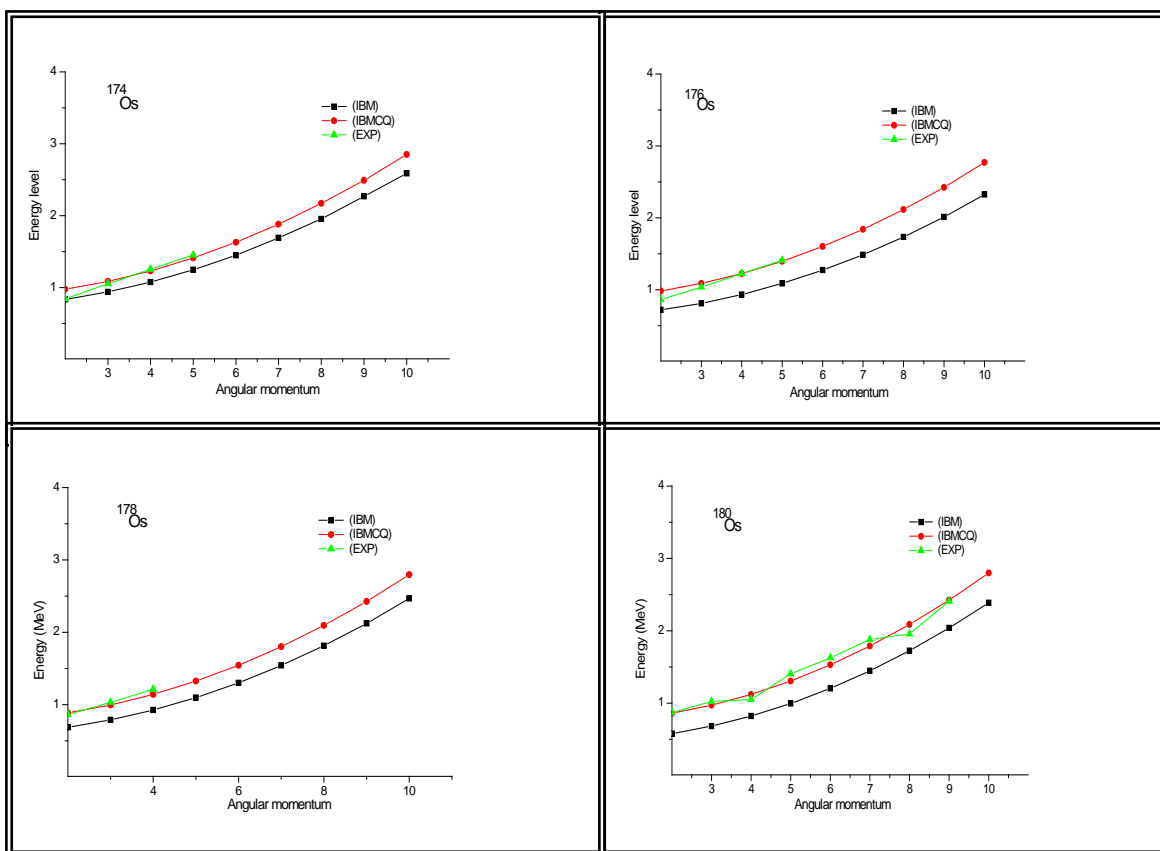 174
Os
4
3
2
1
Energy level
(IBM)
(IBMCQ)
(EXP)
3 4 5 6 7 8 9 10
Angular momentum
176
Os
4
3
2
1
Energy level
(IBM)
(IBMCQ)
(EXP)
3 4 5 6 7 8 9 10
Angular momentum
178
Os
4
3
2
1
Energy (MeV)
(IBM)
(IBMCQ)
(EXP)
4 6 8 10
Angular momentum
180
Os
4
3
2
1
Energy (MeV)
(IBM)
(IBMCQ)
(EXP)
3 4 5 6 7 8 9 10
Angular momentum